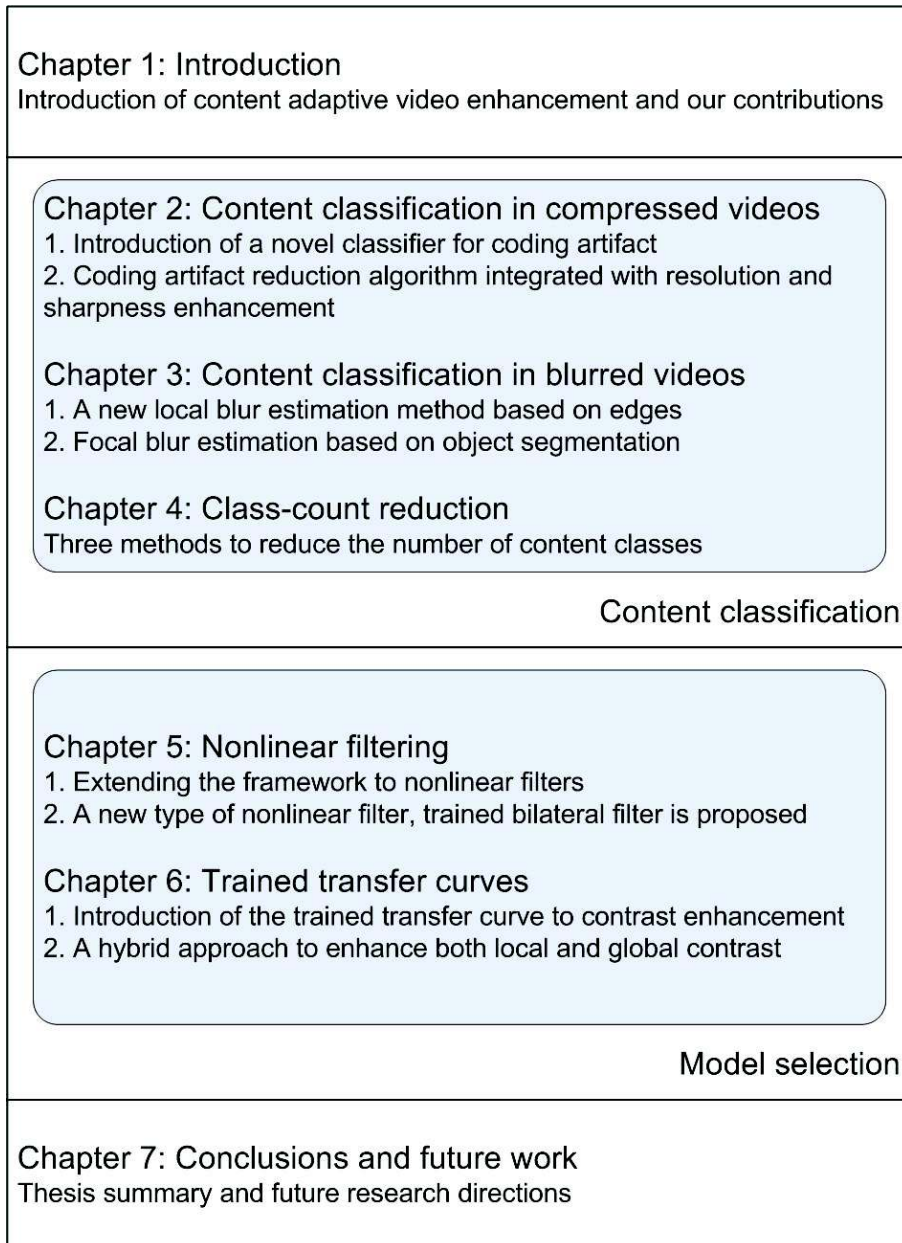 Chapter 1: Introduction
Introduction of content adaptive video enhancement and our contributions
Chapter 2: Content classification in compressed videos
1. Introduction of a novel classifier for coding artifact
2. Coding artifact reduction algorithm integrated with resolution and
sharpness enhancement
Chapter 3: Content classification in blurred videos
1. A new local blur estimation method based on edges
2. Focal blur estimation based on object segmentation
Chapter 4: Class-count reduction
Three methods to reduce the number of content classes
Content classification
Chapter 5: Nonlinear filtering
1. Extending the framework to nonlinear filters
2. A new type of nonlinear filter, trained bilateral filter is proposed
Chapter 6: Trained transfer curves
1. Introduction of the trained transfer curve to contrast enhancement
2. A hybrid approach to enhance both local and global contrast
Model selection
Chapter 7: Conclusions and future work
Thesis summary and future research directions